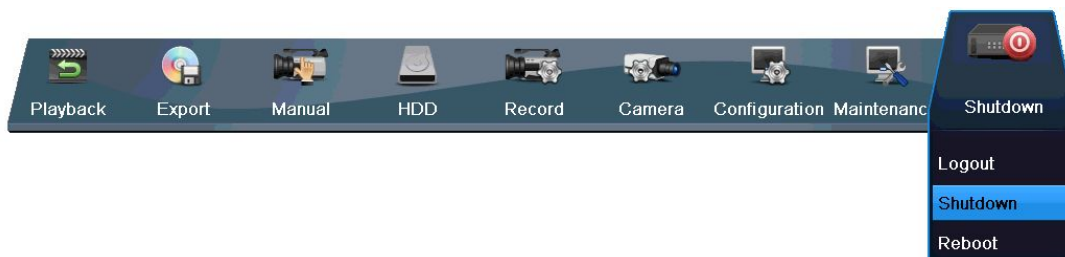 Playback Export Manual HDD Record Camera Configuration Maintenanc Shutdown
Logout
Shutdown
Reboot